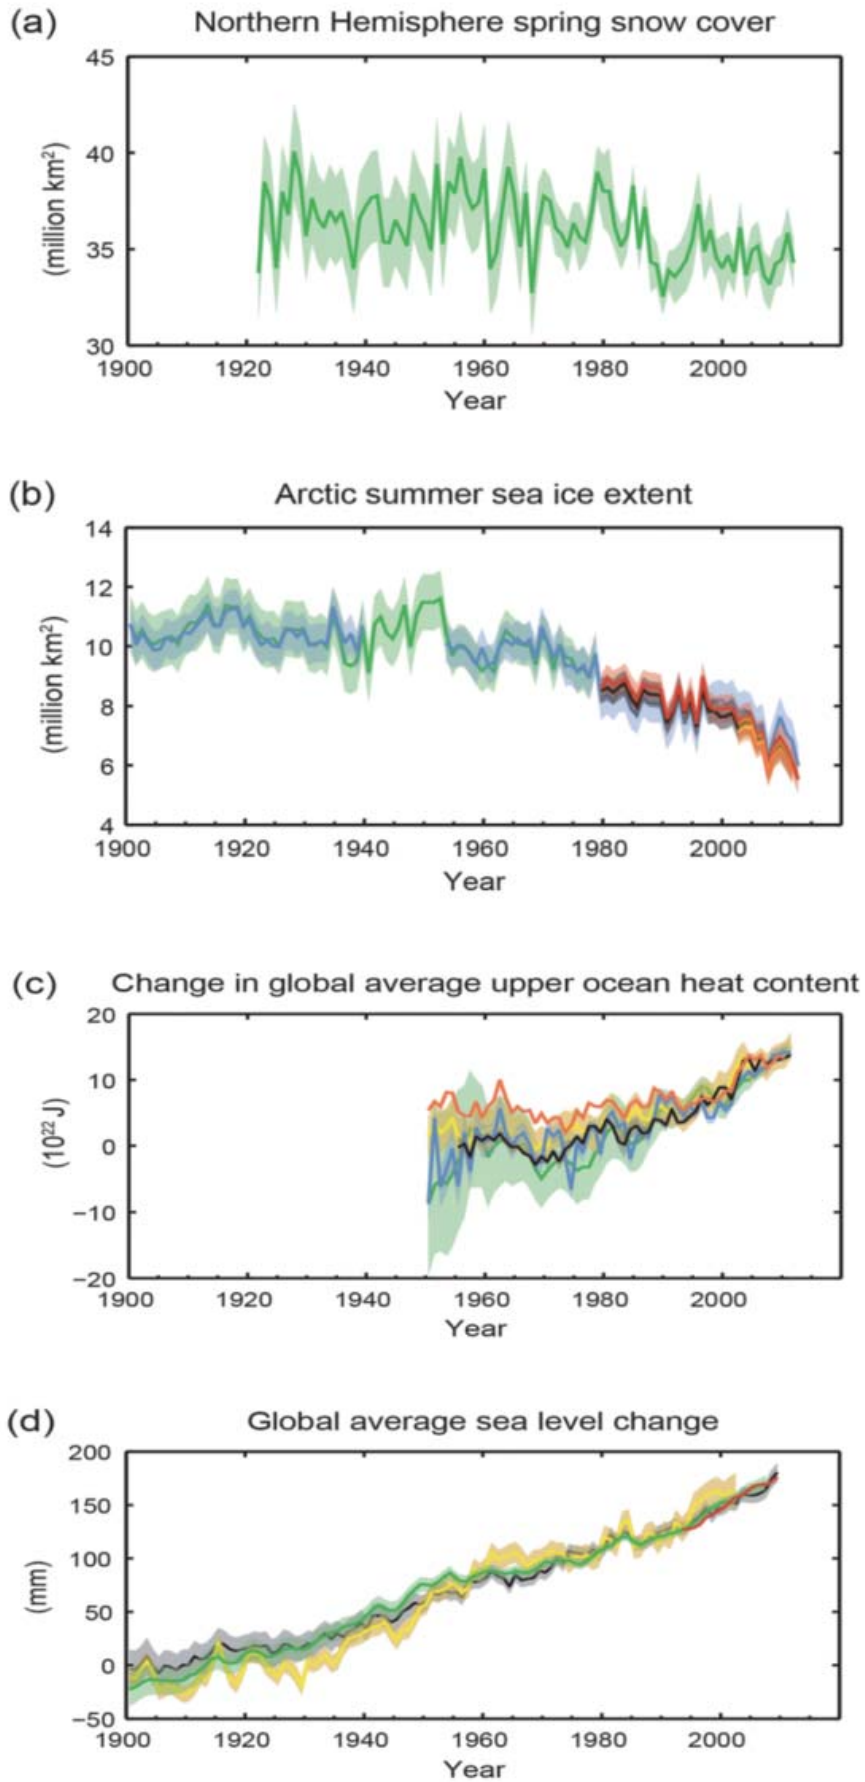 (a) Northern Hemisphere spring snow cover
45
40
35
30
(million km²)
1900 1920 1940 1960 1980 2000
Year
(b) Arctic summer sea ice extent
14
12
10
8
6
4
(million km²)
1900 1920 1940 1960 1980 2000
Year
(c) Change in global average upper ocean heat content
20
10
0
−10
−20
(10²² J)
1900 1920 1940 1960 1980 2000
Year
(d) Global average sea level change
200
150
100
50
0
−50
(mm)
1900 1920 1940 1960 1980 2000
Year